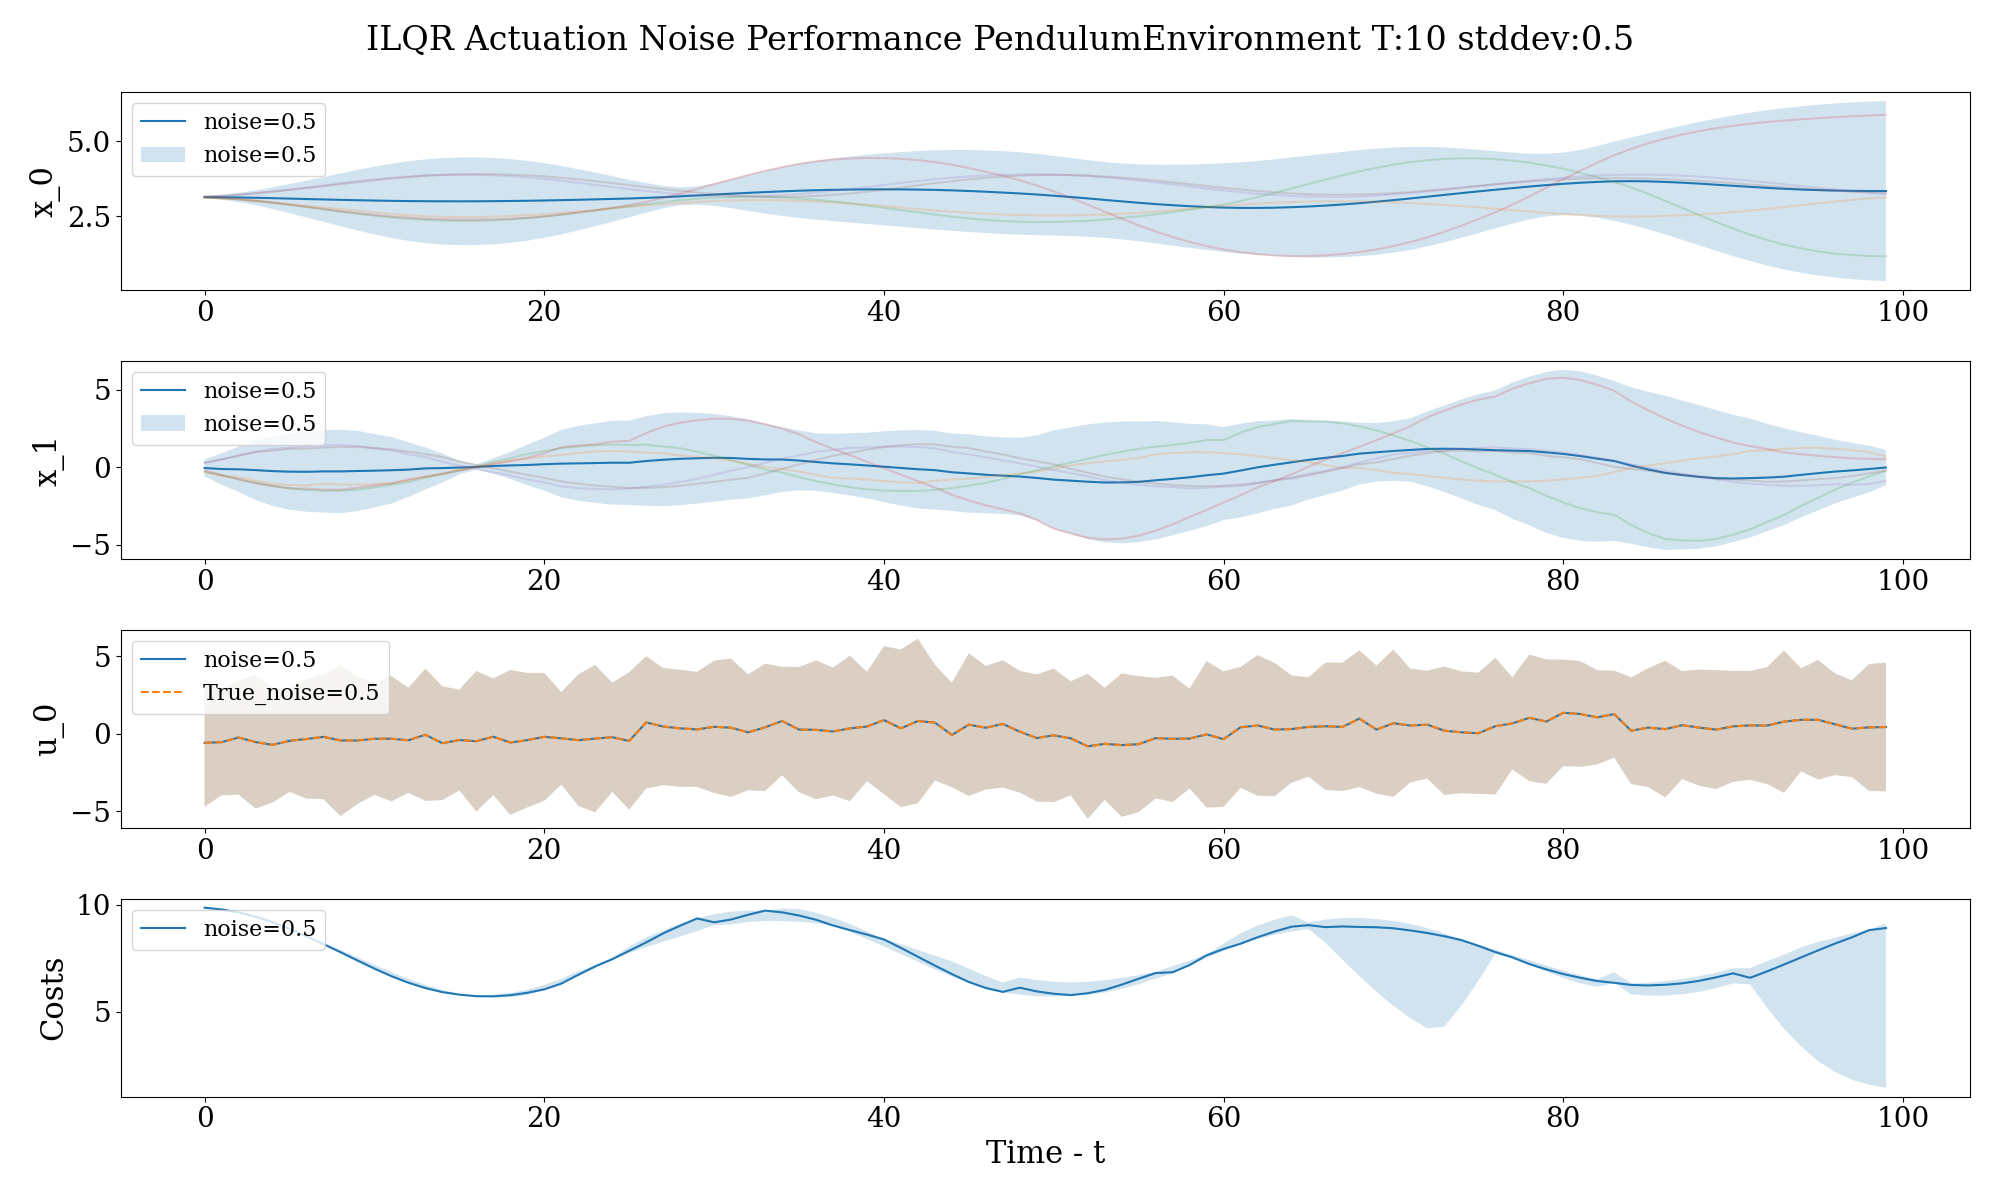 ILQR Actuation Noise Performance PendulumEnvironment T:10 stddev:0.5
noise=0.5
noise=0.5
5.0
2.5
x_0
0 20 40 60 80 100
noise=0.5
noise=0.5
5
0
−5
x_1
0 20 40 60 80 100
noise=0.5
True_noise=0.5
5
0
−5
u_0
0 20 40 60 80 100
noise=0.5
10
5
Costs
0 20 40 60 80 100
Time - t